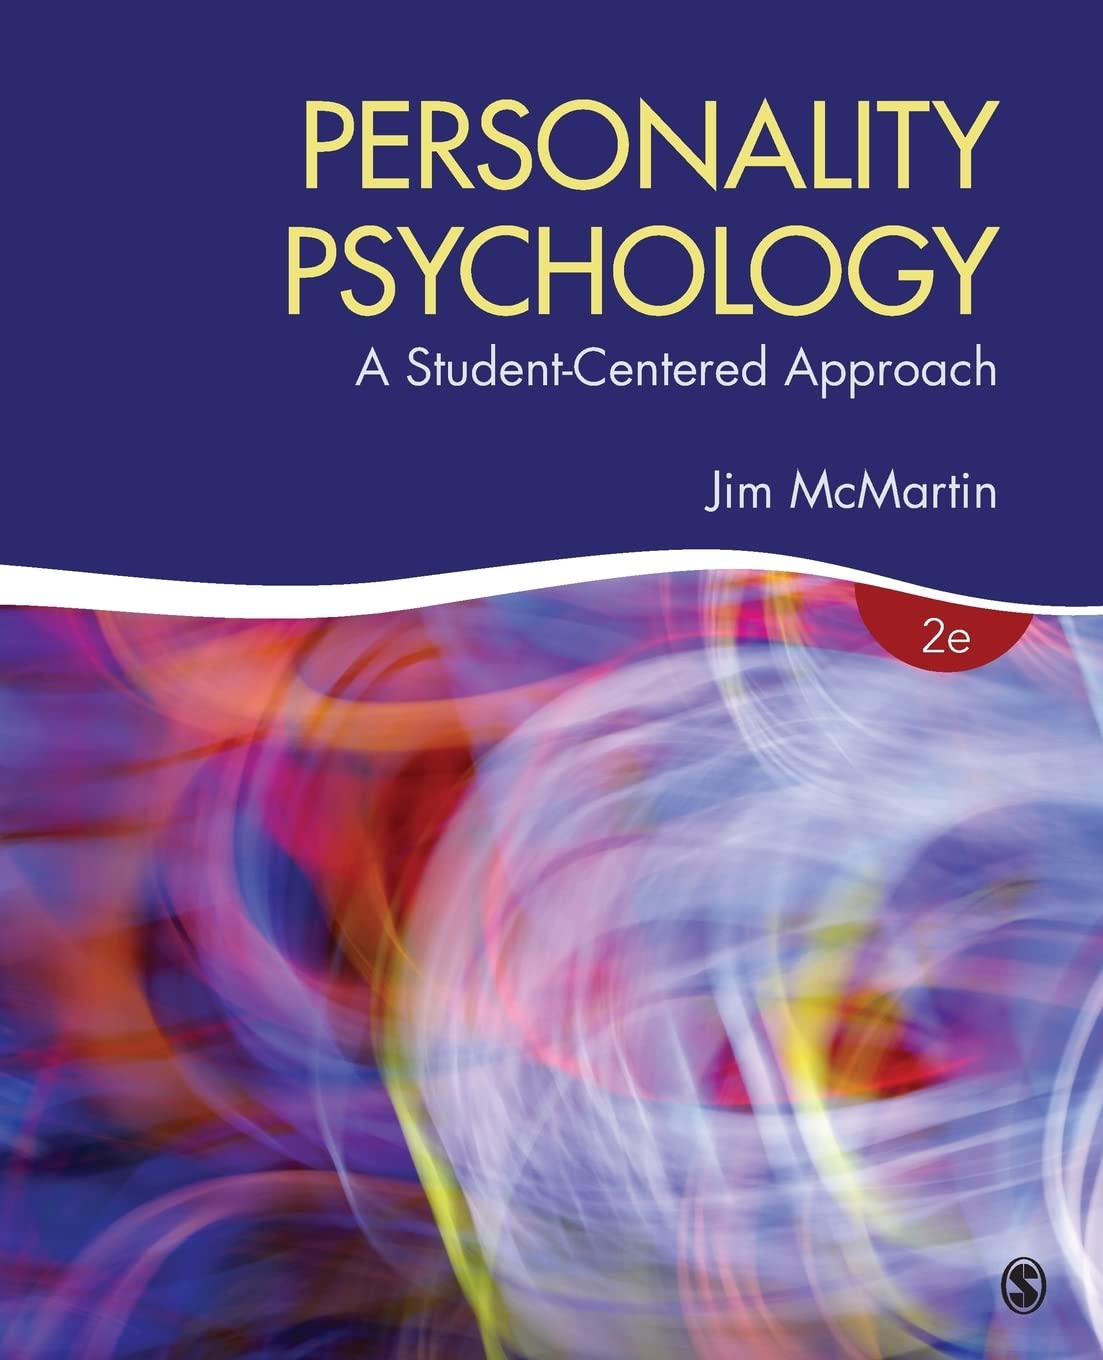 PERSONALITY
PSYCHOLOGY
A Student-Centered Approach
Jim McMartin
2e
S